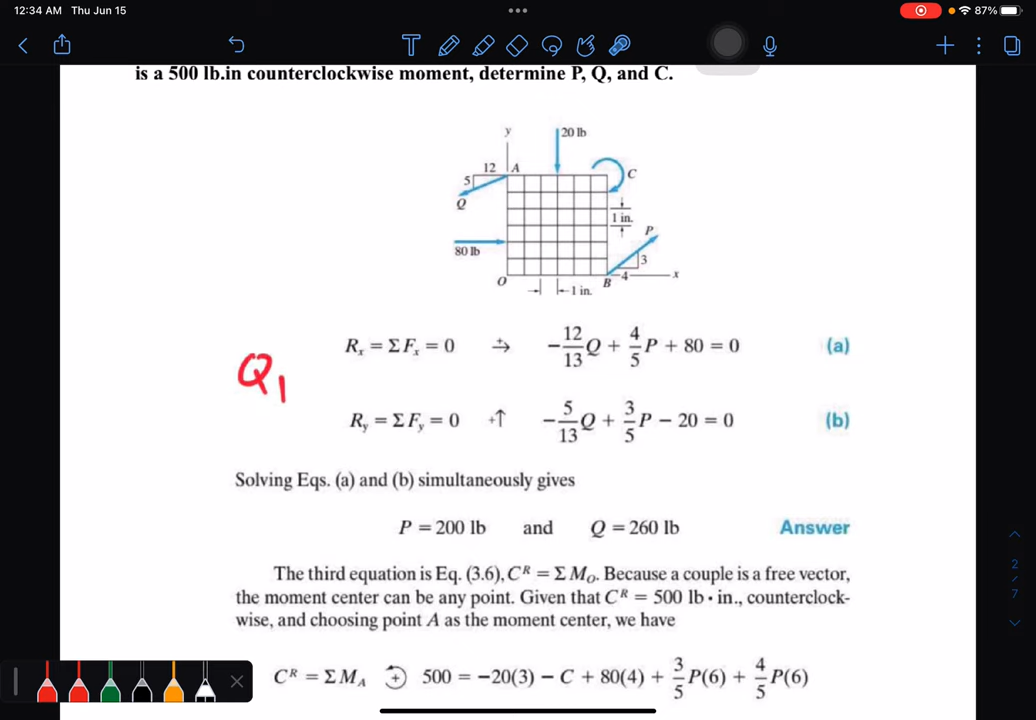 12:34 AM Thu Jun 15
87%
T
is a 500 lb.in counterclockwise moment, determine P, Q, and C.
y
20 lb
12 A
5
C
Q
1 in.
P
80 lb
3
4
x
O
B
1 in.
Rx = ΣFx = 0 →+ −12/13 Q + 4/5 P + 80 = 0 (a)
Q1
Ry = ΣFy = 0 +↑ −5/13 Q + 3/5 P − 20 = 0 (b)
Solving Eqs. (a) and (b) simultaneously gives
P = 200 lb and Q = 260 lb Answer
The third equation is Eq. (3.6), C^R = ΣM_O. Because a couple is a free vector,
the moment center can be any point. Given that C^R = 500 lb · in., counterclock-
wise, and choosing point A as the moment center, we have
C^R = ΣM_A + 500 = −20(3) − C + 80(4) + 3/5 P(6) + 4/5 P(6)
2
/
7